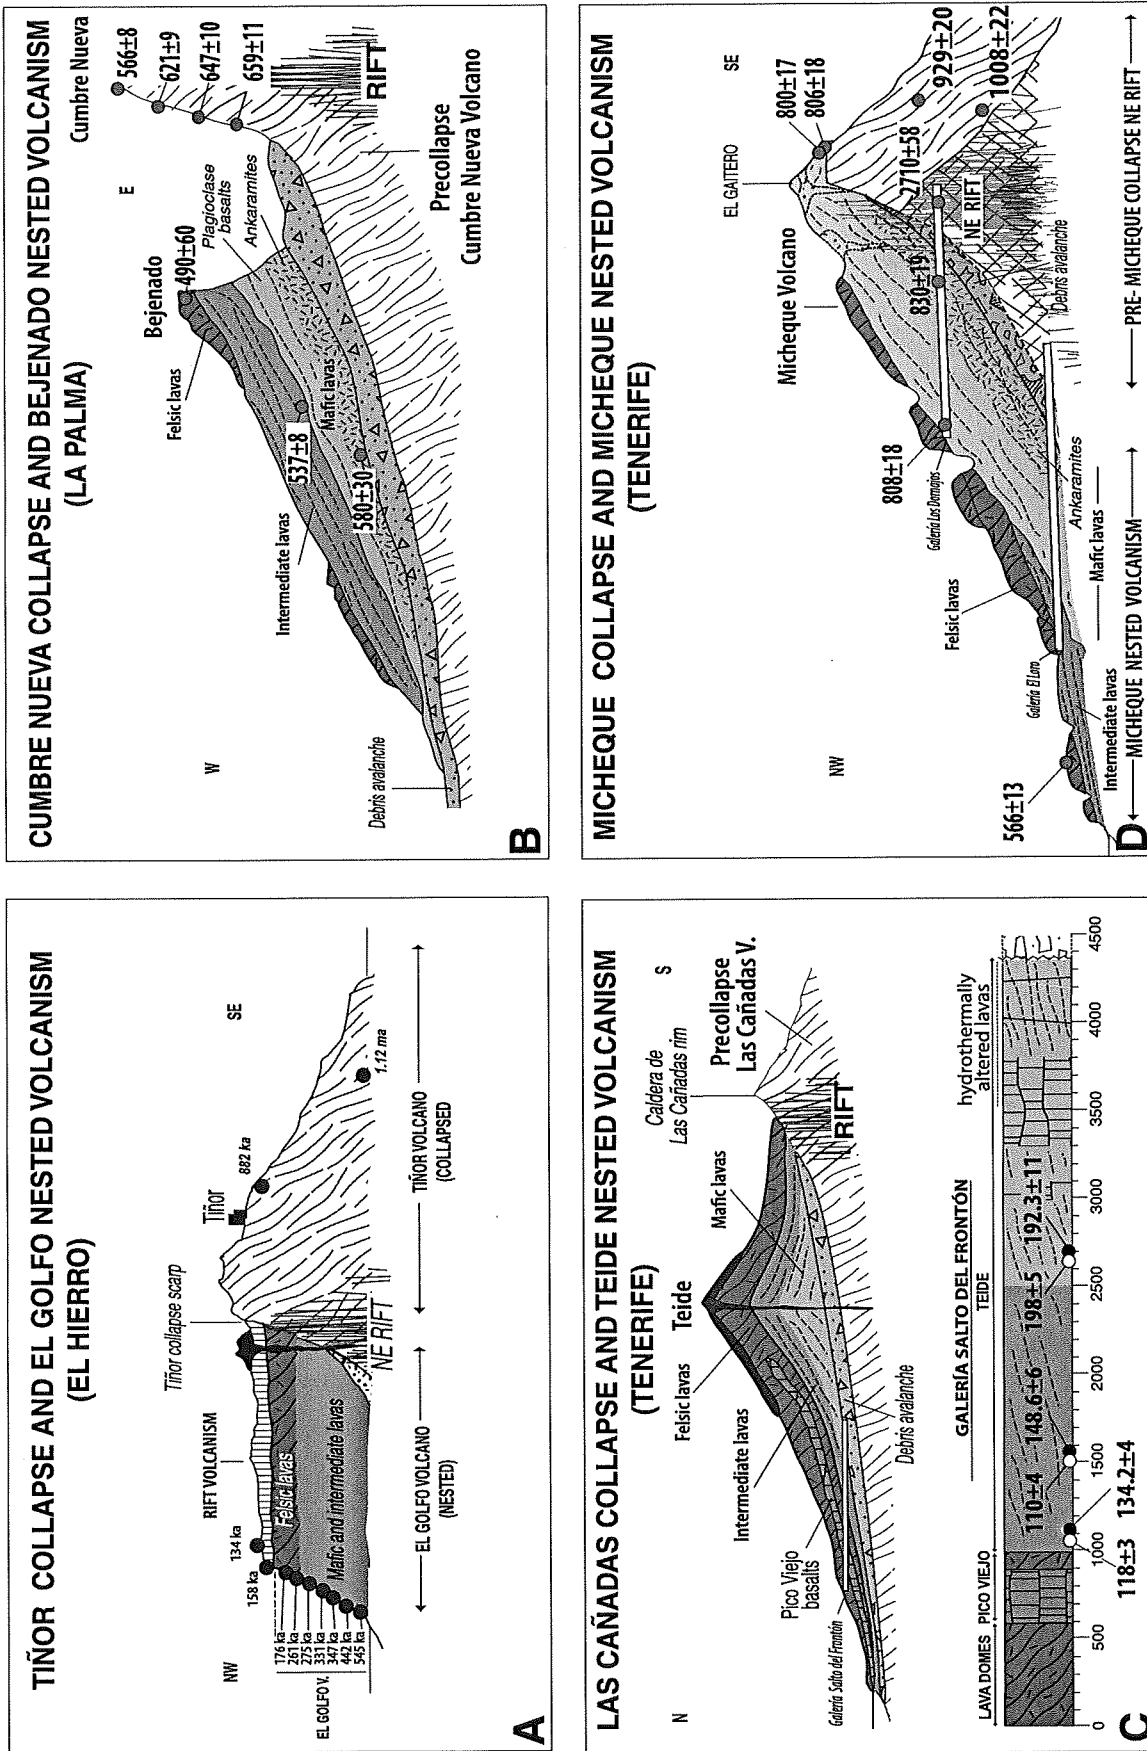 TIÑOR COLLAPSE AND EL GOLFO NESTED VOLCANISM
(EL HIERRO)
NW
SE
Tiñor collapse scarp
RIFT VOLCANISM
Tiñor
882 ka
1.12 ma
134 ka
158 ka
176 ka
261 ka
275 ka
331 ka
347 ka
442 ka
545 ka
EL GOLFO V.
Felsic lavas
Mafic and intermediate lavas
NE RIFT
EL GOLFO VOLCANO
(NESTED)
TIÑOR VOLCANO
(COLLAPSED)
A
CUMBRE NUEVA COLLAPSE AND BEJENADO NESTED VOLCANISM
(LA PALMA)
W
E
Cumbre Nueva
566±8
621±9
647±10
659±11
RIFT
Bejenado
490±60
Plagioclase
basalts
Ankaramites
Felsic lavas
537±8
Mafic lavas
580±30
Intermediate lavas
Debris avalanche
Precollapse
Cumbre Nueva Volcano
B
LAS CAÑADAS COLLAPSE AND TEIDE NESTED VOLCANISM
(TENERIFE)
N
S
Caldera de
Las Cañadas rim
Precollapse
Las Cañadas V.
RIFT
Mafic lavas
Teide
Felsic lavas
Intermediate lavas
Pico Viejo
basalts
Debris avalanche
Galería Salto del Frontón
GALERÍA SALTO DEL FRONTÓN
LAVA DOMES
PICO VIEJO
TEIDE
hydrothermally
altered lavas
110±4
148.6±6
198±5
192.3±11
0
500
1000
1500
2000
2500
3000
3500
4000
4500
118±3
134.2±4
C
MICHEQUE COLLAPSE AND MICHEQUE NESTED VOLCANISM
(TENERIFE)
NW
SE
EL GAITERO
800±17
806±18
Micheque Volcano
929±20
1008±22
2710±58
NE RIFT
830±19
808±18
Galería Los Dornajos
Debris avalanche
Felsic lavas
Ankaramites
Mafic lavas
Galería El Loro
Intermediate lavas
566±13
MICHEQUE NESTED VOLCANISM
PRE- MICHEQUE COLLAPSE NE RIFT
D